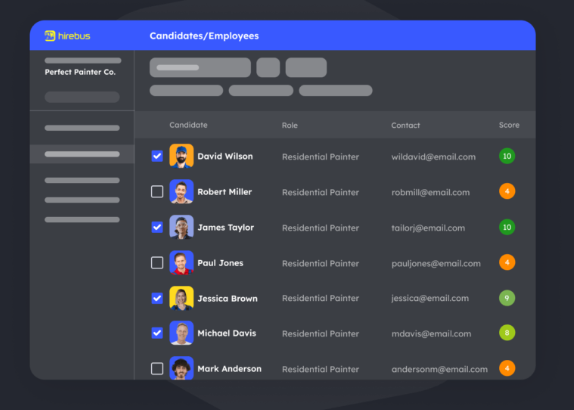 hirebus
Candidates/Employees
Perfect Painter Co.
Candidate Role Contact Score
David Wilson Residential Painter wildavid@email.com 10
Robert Miller Residential Painter robmill@email.com 4
James Taylor Residential Painter tailorj@email.com 10
Paul Jones Residential Painter pauljones@email.com 4
Jessica Brown Residential Painter jessica@email.com 9
Michael Davis Residential Painter mdavis@email.com 8
Mark Anderson Residential Painter andersonm@email.com 4